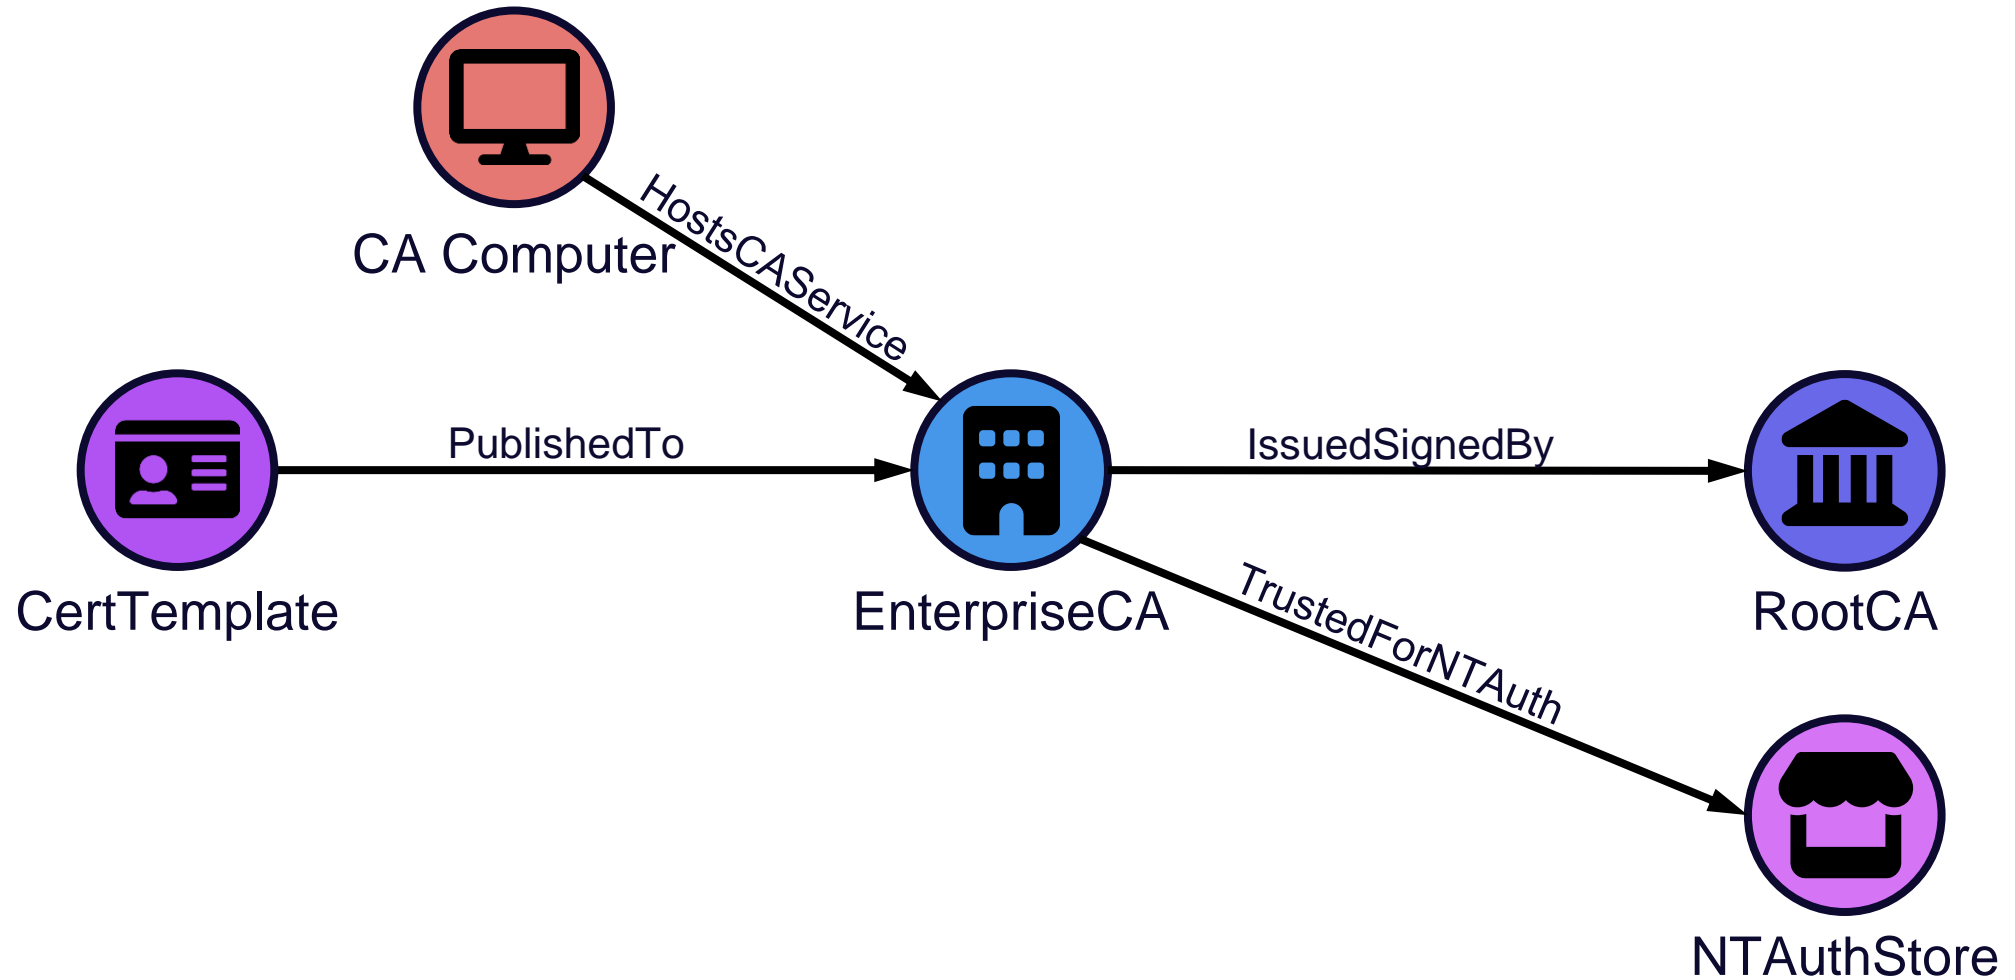 CA Computer
HostsCAService
PublishedTo
IssuedSignedBy
CertTemplate
EnterpriseCA
RootCA
TrustedForNTAuth
NTAuthStore